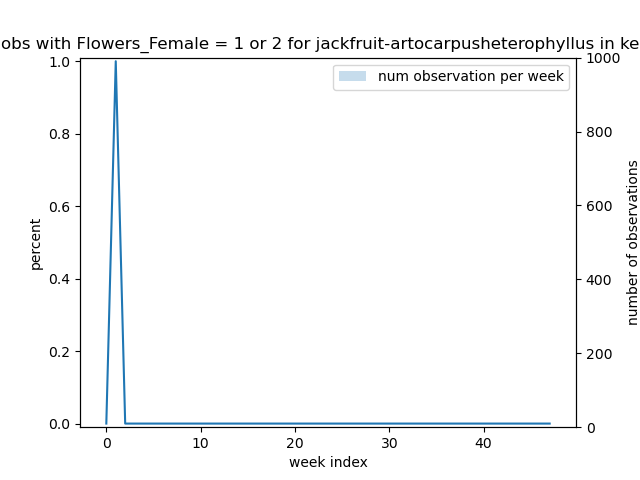 obs with Flowers_Female = 1 or 2 for jackfruit-artocarpusheterophyllus in ke
num observation per week
1.0
0.8
0.6
0.4
0.2
0.0
percent
1000
800
600
400
200
0
number of observations
0 10 20 30 40
week index